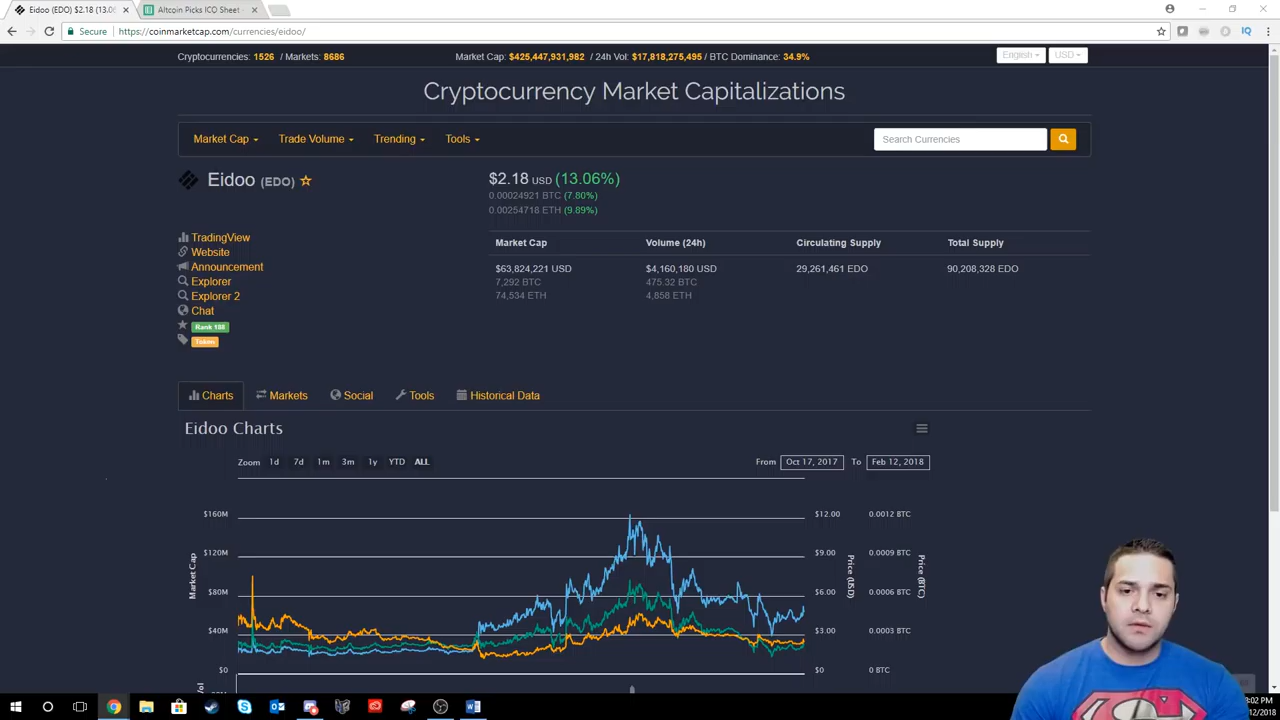 Eidoo (EDO) $2.18 (13.0
Altcoin Picks ICO Sheet
Secure https://coinmarketcap.com/currencies/eidoo/
Cryptocurrencies: 1526 / Markets: 8686
Market Cap: $425,447,931,982 / 24h Vol: $17,818,275,495 / BTC Dominance: 34.9%
English
USD
Cryptocurrency Market Capitalizations
Market Cap Trade Volume Trending Tools
Search Currencies
Eidoo (EDO)
$2.18 USD (13.06%)
0.00024921 BTC (7.80%)
0.00254718 ETH (9.89%)
TradingView
Website
Announcement
Explorer
Explorer 2
Chat
Rank 188
Token
Market Cap Volume (24h) Circulating Supply Total Supply
$63,824,221 USD $4,160,180 USD 29,261,461 EDO 90,208,328 EDO
7,292 BTC 475.32 BTC
74,534 ETH 4,858 ETH
Charts Markets Social Tools Historical Data
Eidoo Charts
Zoom 1d 7d 1m 3m 1y YTD ALL
From Oct 17, 2017 To Feb 12, 2018
$160M $12.00 0.0012 BTC
$120M $9.00 0.0009 BTC
$80M $6.00 0.0006 BTC
$40M $3.00 0.0003 BTC
$0 $0 0 BTC
Market Cap
Price (USD)
Price (BTC)
Vol
:02 PM
12/2018